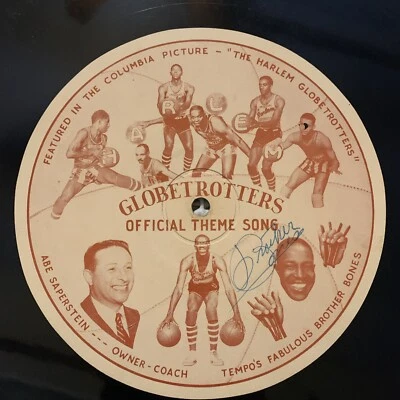 FEATURED IN THE COLUMBIA PICTURE - "THE HARLEM GLOBETROTTERS"
HARLEM
GLOBETROTTERS
OFFICIAL THEME SONG
Brother
ABE SAPERSTEIN --- OWNER-COACH
TEMPO'S FABULOUS BROTHER BONES